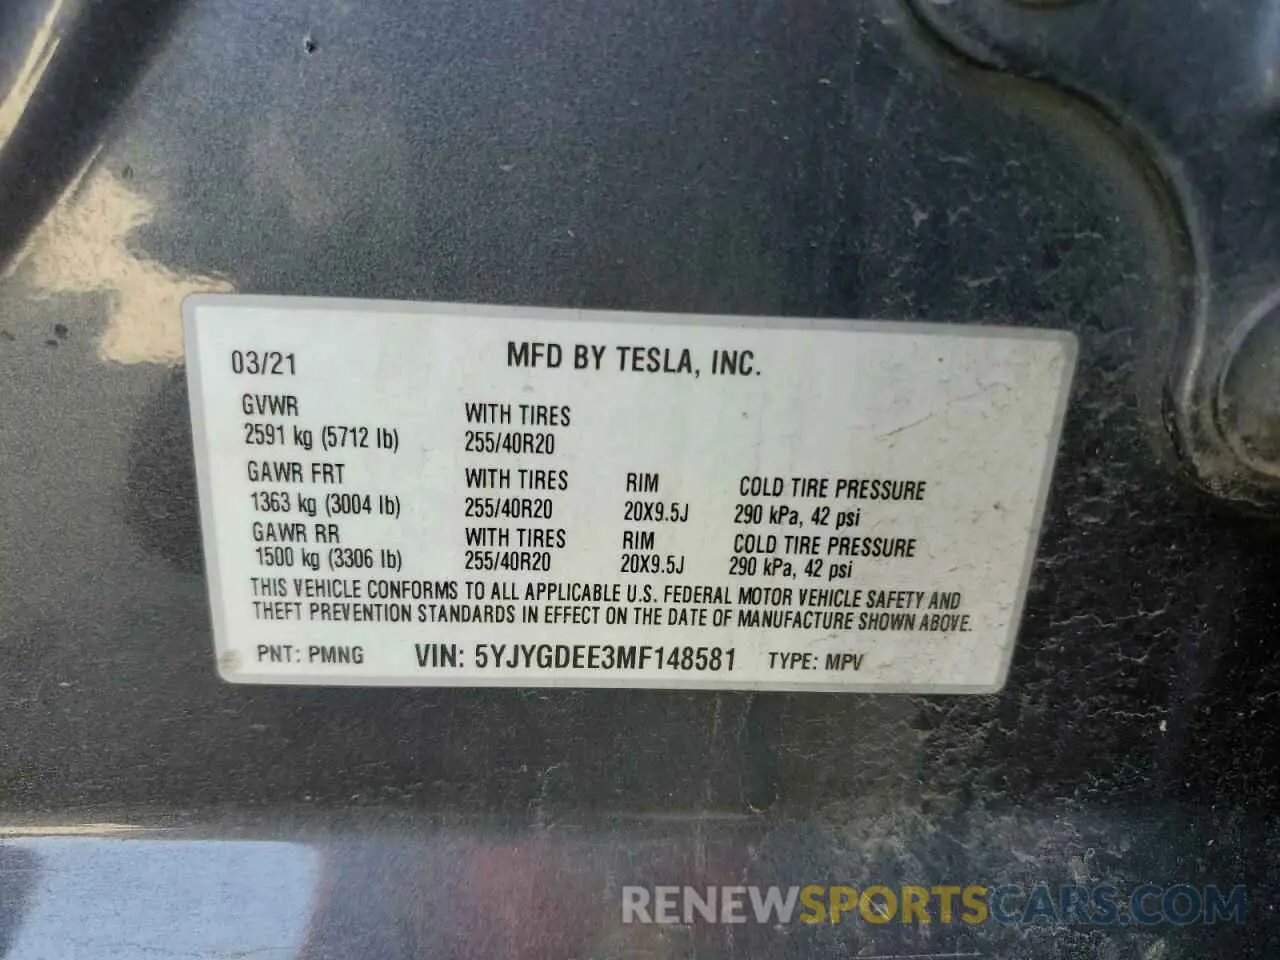 03/21 MFD BY TESLA, INC.
GVWR WITH TIRES
2591 kg (5712 lb) 255/40R20
GAWR FRT WITH TIRES RIM COLD TIRE PRESSURE
1363 kg (3004 lb) 255/40R20 20X9.5J 290 kPa, 42 psi
GAWR RR WITH TIRES RIM COLD TIRE PRESSURE
1500 kg (3306 lb) 255/40R20 20X9.5J 290 kPa, 42 psi
THIS VEHICLE CONFORMS TO ALL APPLICABLE U.S. FEDERAL MOTOR VEHICLE SAFETY AND
THEFT PREVENTION STANDARDS IN EFFECT ON THE DATE OF MANUFACTURE SHOWN ABOVE.
PNT: PMNG VIN: 5YJYGDEE3MF148581 TYPE: MPV
RENEWSPORTSCARS.COM